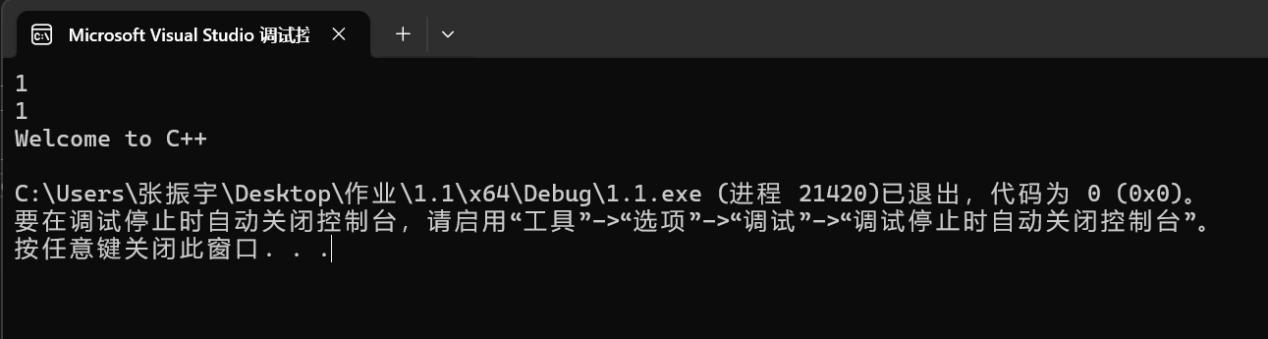 Microsoft Visual Studio 调试控
1
1
Welcome to C++
C:\Users\张振宇\Desktop\作业\1.1\x64\Debug\1.1.exe (进程 21420)已退出，代码为 0 (0x0)。
要在调试停止时自动关闭控制台，请启用“工具”->“选项”->“调试”->“调试停止时自动关闭控制台”。
按任意键关闭此窗口. . .